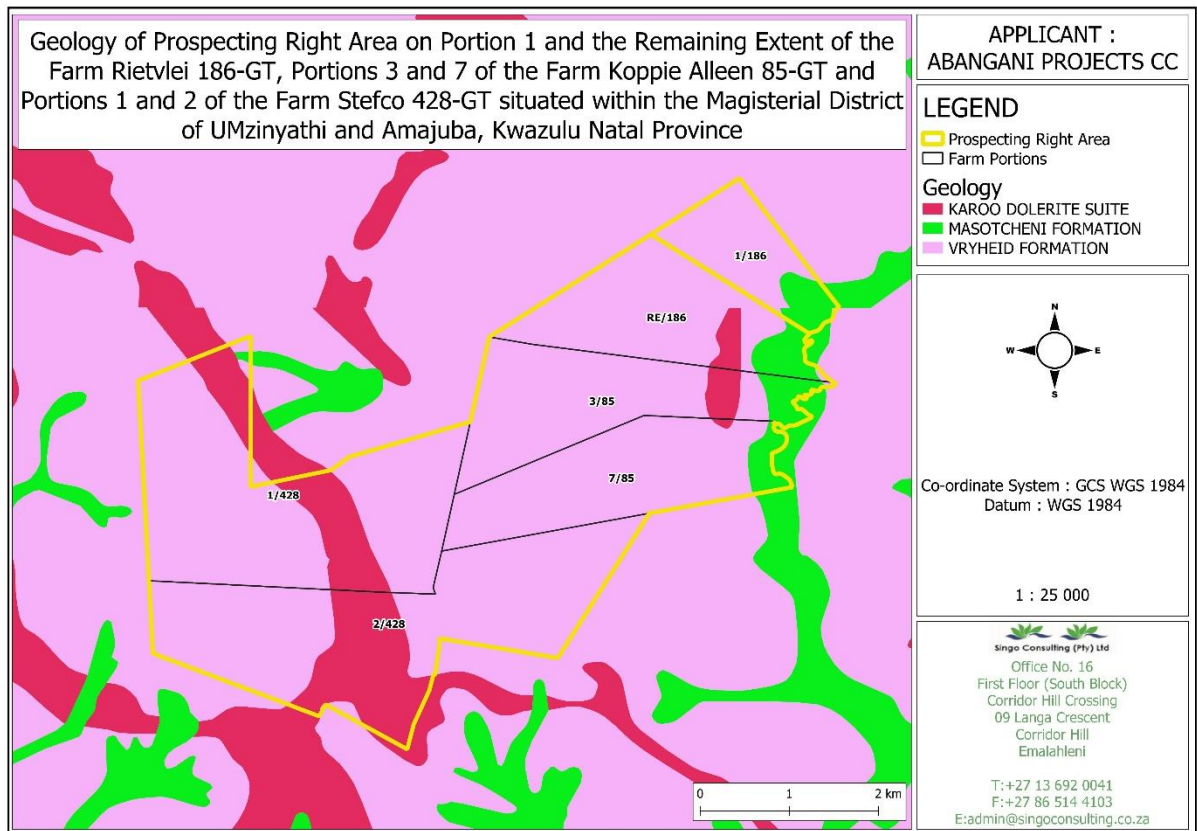 Geology of Prospecting Right Area on Portion 1 and the Remaining Extent of the
Farm Rietvlei 186-GT, Portions 3 and 7 of the Farm Koppie Alleen 85-GT and
Portions 1 and 2 of the Farm Stefco 428-GT situated within the Magisterial District
of UMzinyathi and Amajuba, Kwazulu Natal Province
1/186
RE/186
3/85
7/85
1/428
2/428
0 1 2 km
APPLICANT :
ABANGANI PROJECTS CC
LEGEND
Prospecting Right Area
Farm Portions
Geology
KAROO DOLERITE SUITE
MASOTCHENI FORMATION
VRYHEID FORMATION
N
W E
S
Co-ordinate System : GCS WGS 1984
Datum : WGS 1984
1 : 25 000
Singo Consulting (Pty) Ltd
Office No. 16
First Floor (South Block)
Corridor Hill Crossing
09 Langa Crescent
Corridor Hill
Emalahleni
T:+27 13 692 0041
F:+27 86 514 4103
E:admin@singoconsulting.co.za